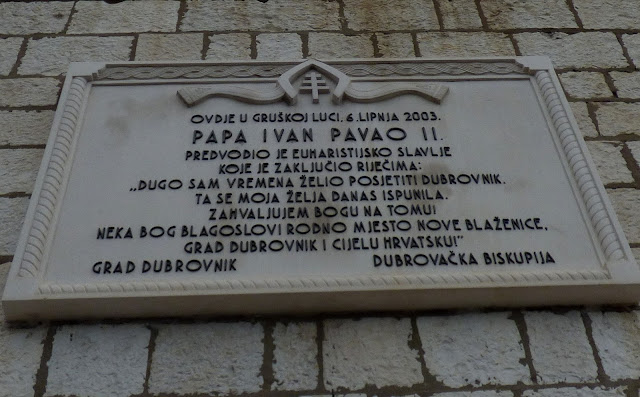 OVDJE U GRUŠKOJ LUCI, 6. LIPNJA 2003.
PAPA IVAN PAVAO II.
PREDVODIO JE EUHARISTIJSKO SLAVLJE
KOJE JE ZAKLJUČIO RIJEČIMA:
„DUGO SAM VREMENA ŽELIO POSJETITI DUBROVNIK.
TA SE MOJA ŽELJA DANAS ISPUNILA.
ZAHVALJUJEM BOGU NA TOMU!
NEKA BOG BLAGOSLOVI RODNO MJESTO NOVE BLAŽENICE,
GRAD DUBROVNIK I CIJELU HRVATSKU!"
GRAD DUBROVNIK DUBROVAČKA BISKUPIJA